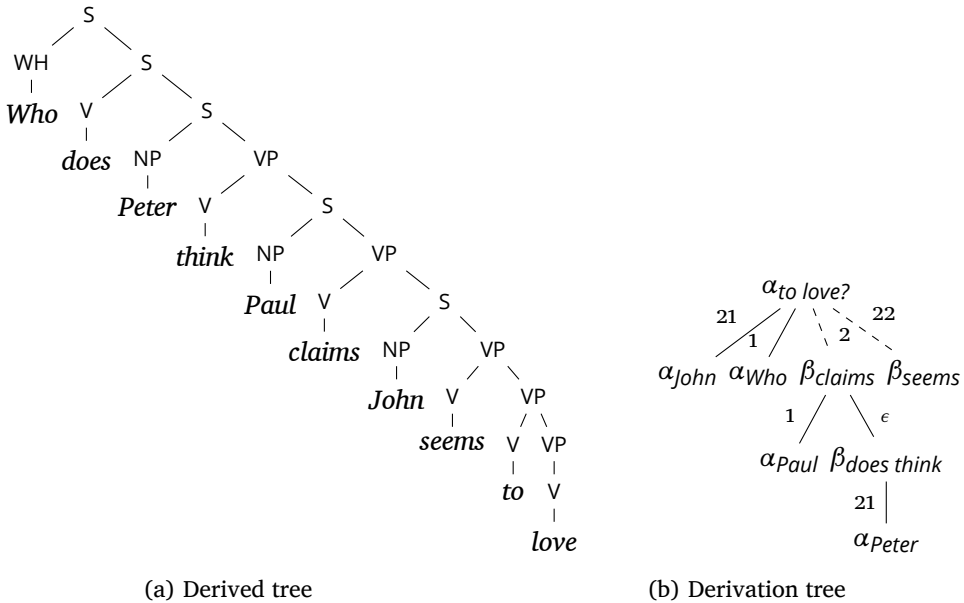 S
WH S
Who V S
does NP VP
Peter V S
think NP VP
Paul V S
claims NP VP
John V VP
seems V VP
to V
love
α to love?
21 1 2 22
α John α Who β claims β seems
1 ϵ
α Paul β does think
21
α Peter
(a) Derived tree
(b) Derivation tree